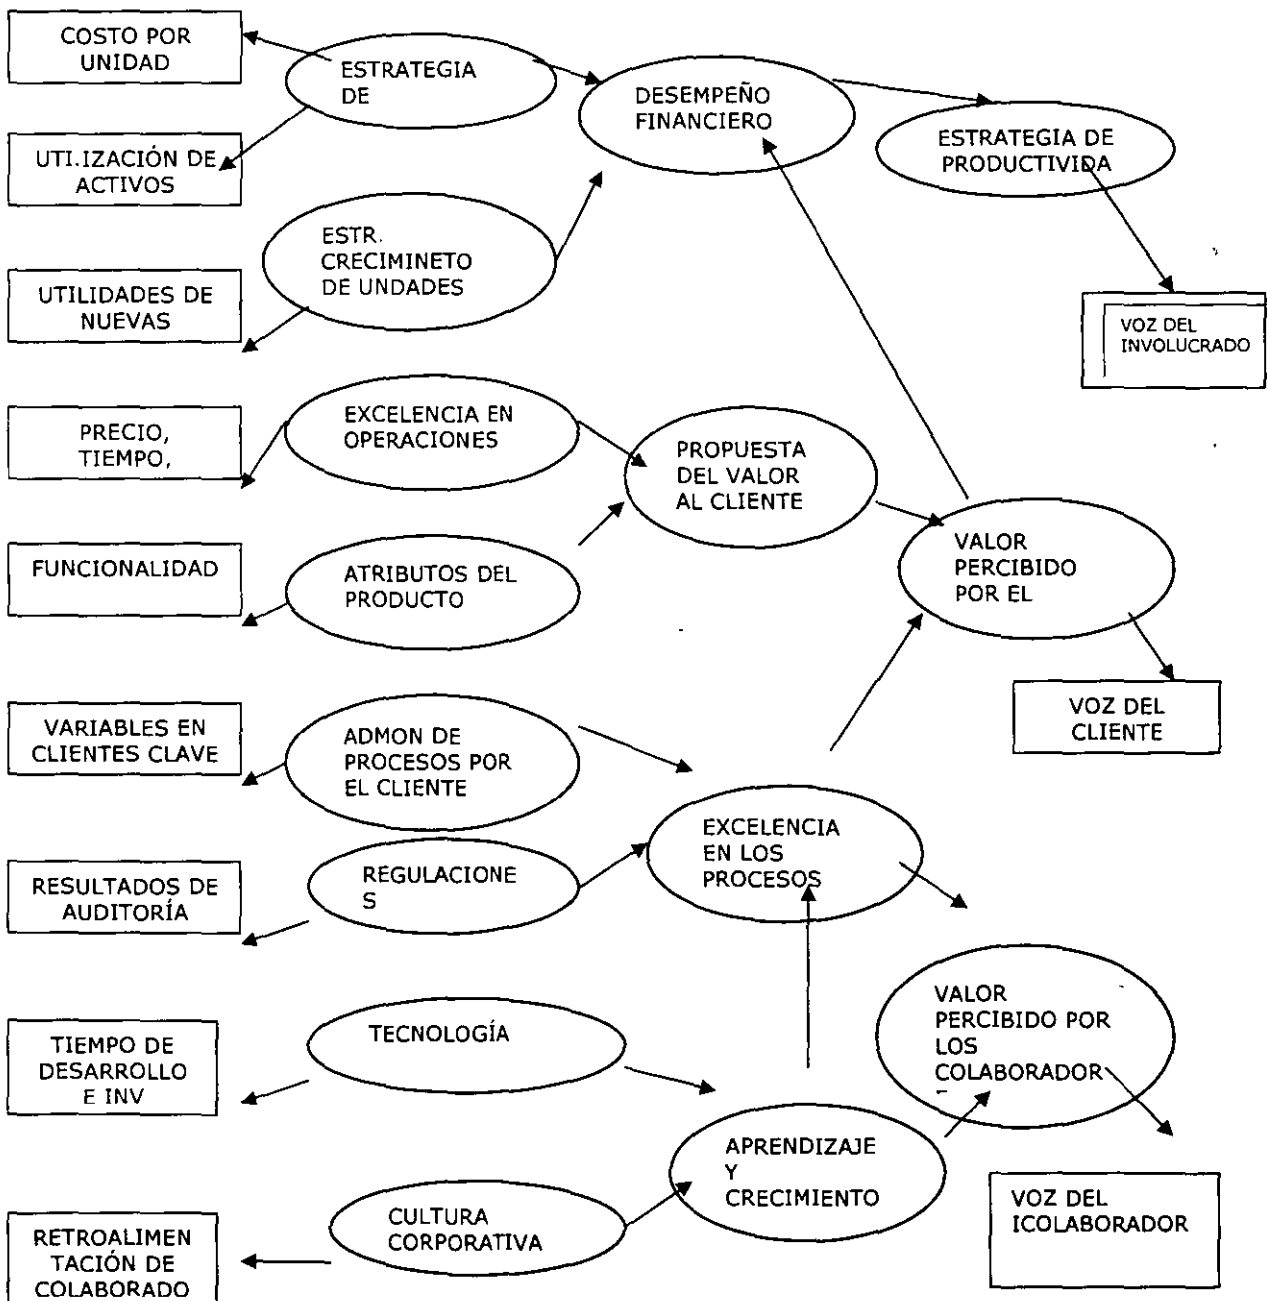 COSTO POR
UNIDAD
ESTRATEGIA
DE
DESEMPEÑO
FINANCIERO
ESTRATEGIA DE
PRODUCTIVIDA
UTI.IZACIÓN DE
ACTIVOS
ESTR.
CRECIMINETO
DE UNDADES
UTILIDADES DE
NUEVAS
VOZ DEL
INVOLUCRADO
PRECIO,
TIEMPO,
EXCELENCIA EN
OPERACIONES
PROPUESTA
DEL VALOR
AL CLIENTE
FUNCIONALIDAD
ATRIBUTOS DEL
PRODUCTO
VALOR
PERCIBIDO
POR EL
VOZ DEL
CLIENTE
VARIABLES EN
CLIENTES CLAVE
ADMON DE
PROCESOS POR
EL CLIENTE
EXCELENCIA
EN LOS
PROCESOS
RESULTADOS DE
AUDITORÍA
REGULACIONE
S
VALOR
PERCIBIDO POR
LOS
COLABORADOR
TIEMPO DE
DESARROLLO
E INV
TECNOLOGÍA
APRENDIZAJE
Y
CRECIMIENTO
VOZ DEL
ICOLABORADOR
RETROALIMEN
TACIÓN DE
COLABORADO
CULTURA
CORPORATIVA